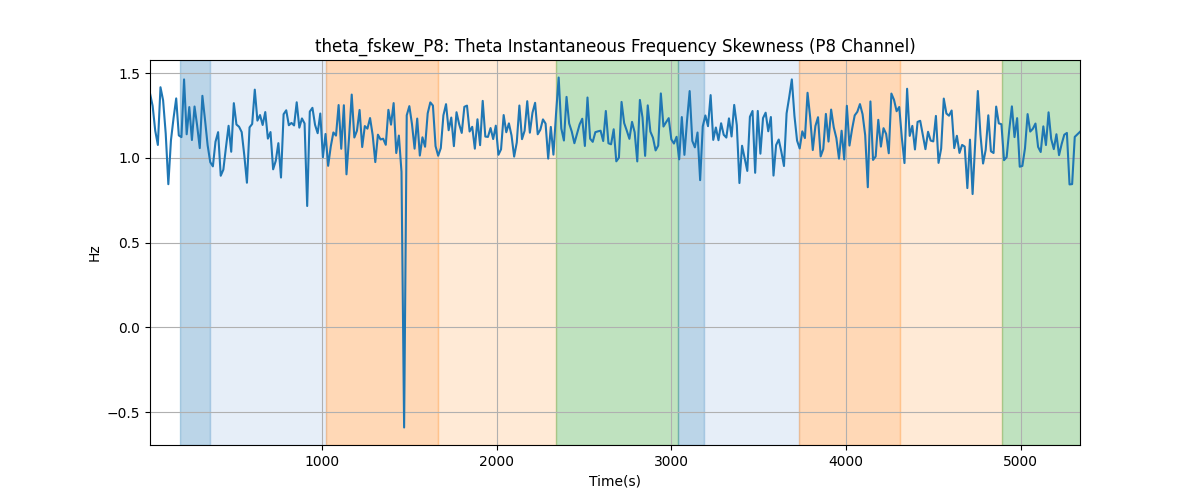 theta_fskew_P8: Theta Instantaneous Frequency Skewness (P8 Channel)
1.5
1.0
0.5
0.0
−0.5
Hz
1000 2000 3000 4000 5000
Time(s)